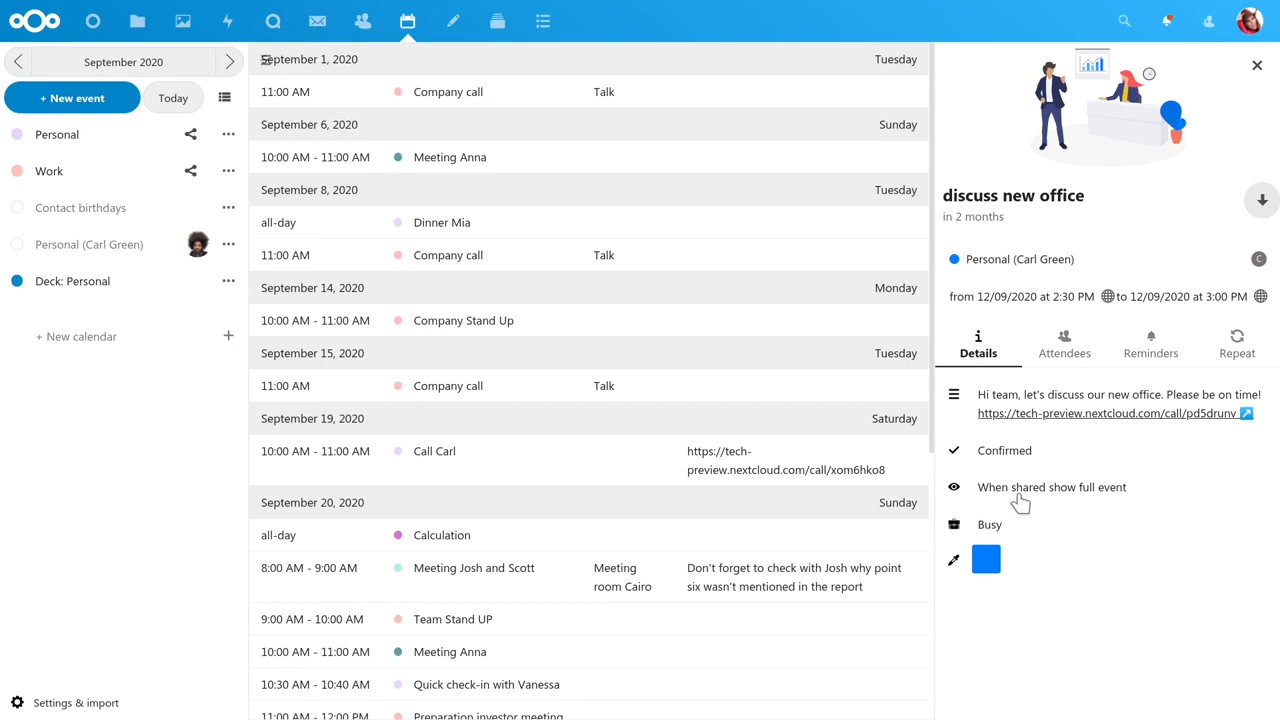 September 2020
+ New event
Today
Personal
Work
Contact birthdays
Personal (Carl Green)
Deck: Personal
+ New calendar
Settings & import
September 1, 2020 Tuesday
11:00 AM Company call Talk
September 6, 2020 Sunday
10:00 AM - 11:00 AM Meeting Anna
September 8, 2020 Tuesday
all-day Dinner Mia
11:00 AM Company call Talk
September 14, 2020 Monday
10:00 AM - 11:00 AM Company Stand Up
September 15, 2020 Tuesday
11:00 AM Company call Talk
September 19, 2020 Saturday
10:00 AM - 11:00 AM Call Carl https://tech-
preview.nextcloud.com/call/xom6hko8
September 20, 2020 Sunday
all-day Calculation
8:00 AM - 9:00 AM Meeting Josh and Scott Meeting Don't forget to check with Josh why point
room Cairo six wasn't mentioned in the report
9:00 AM - 10:00 AM Team Stand UP
10:00 AM - 11:00 AM Meeting Anna
10:30 AM - 10:40 AM Quick check-in with Vanessa
11:00 AM - 12:00 PM Preparation investor meeting
discuss new office
in 2 months
Personal (Carl Green) C
from 12/09/2020 at 2:30 PM to 12/09/2020 at 3:00 PM
Details Attendees Reminders Repeat
Hi team, let's discuss our new office. Please be on time!
https://tech-preview.nextcloud.com/call/pd5drunv
Confirmed
When shared show full event
Busy